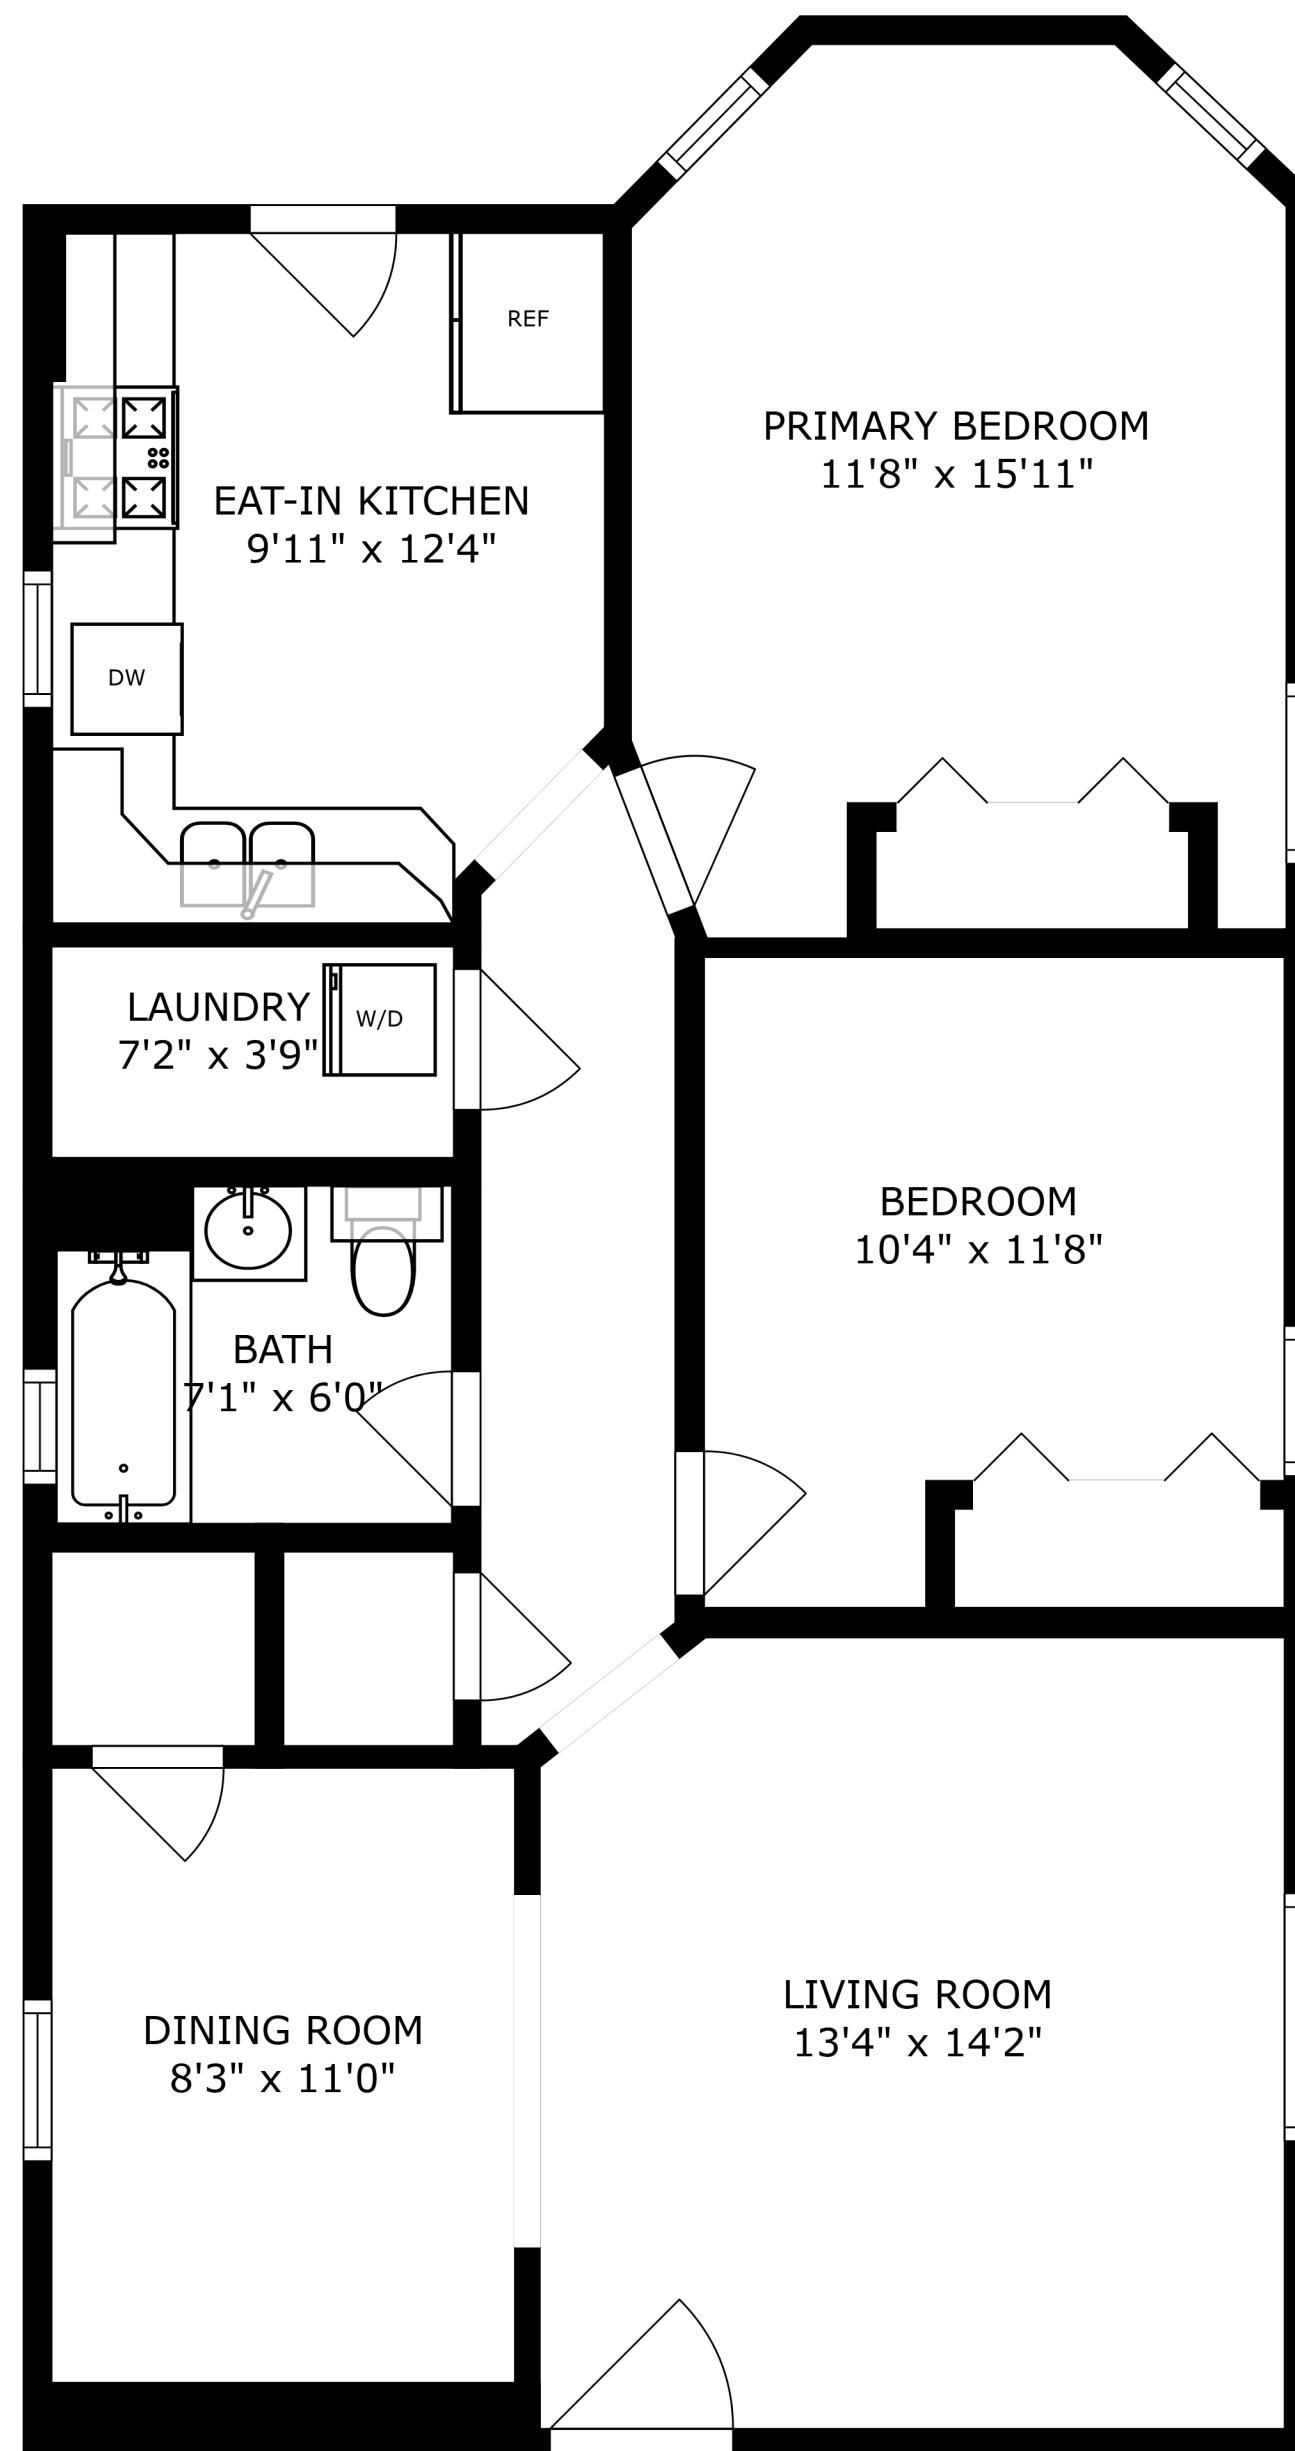 REF
PRIMARY BEDROOM
11'8" x 15'11"
EAT-IN KITCHEN
9'11" x 12'4"
DW
LAUNDRY
7'2" x 3'9"
W/D
BEDROOM
10'4" x 11'8"
BATH
7'1" x 6'0"
LIVING ROOM
13'4" x 14'2"
DINING ROOM
8'3" x 11'0"